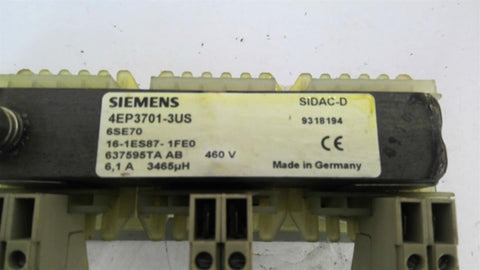 SIEMENS SIDAC-D
4EP3701-3US 9318194
6SE70
16-1ES87-1FE0
637595TA AB 460 V
6,1 A 3465µH Made in Germany
CE